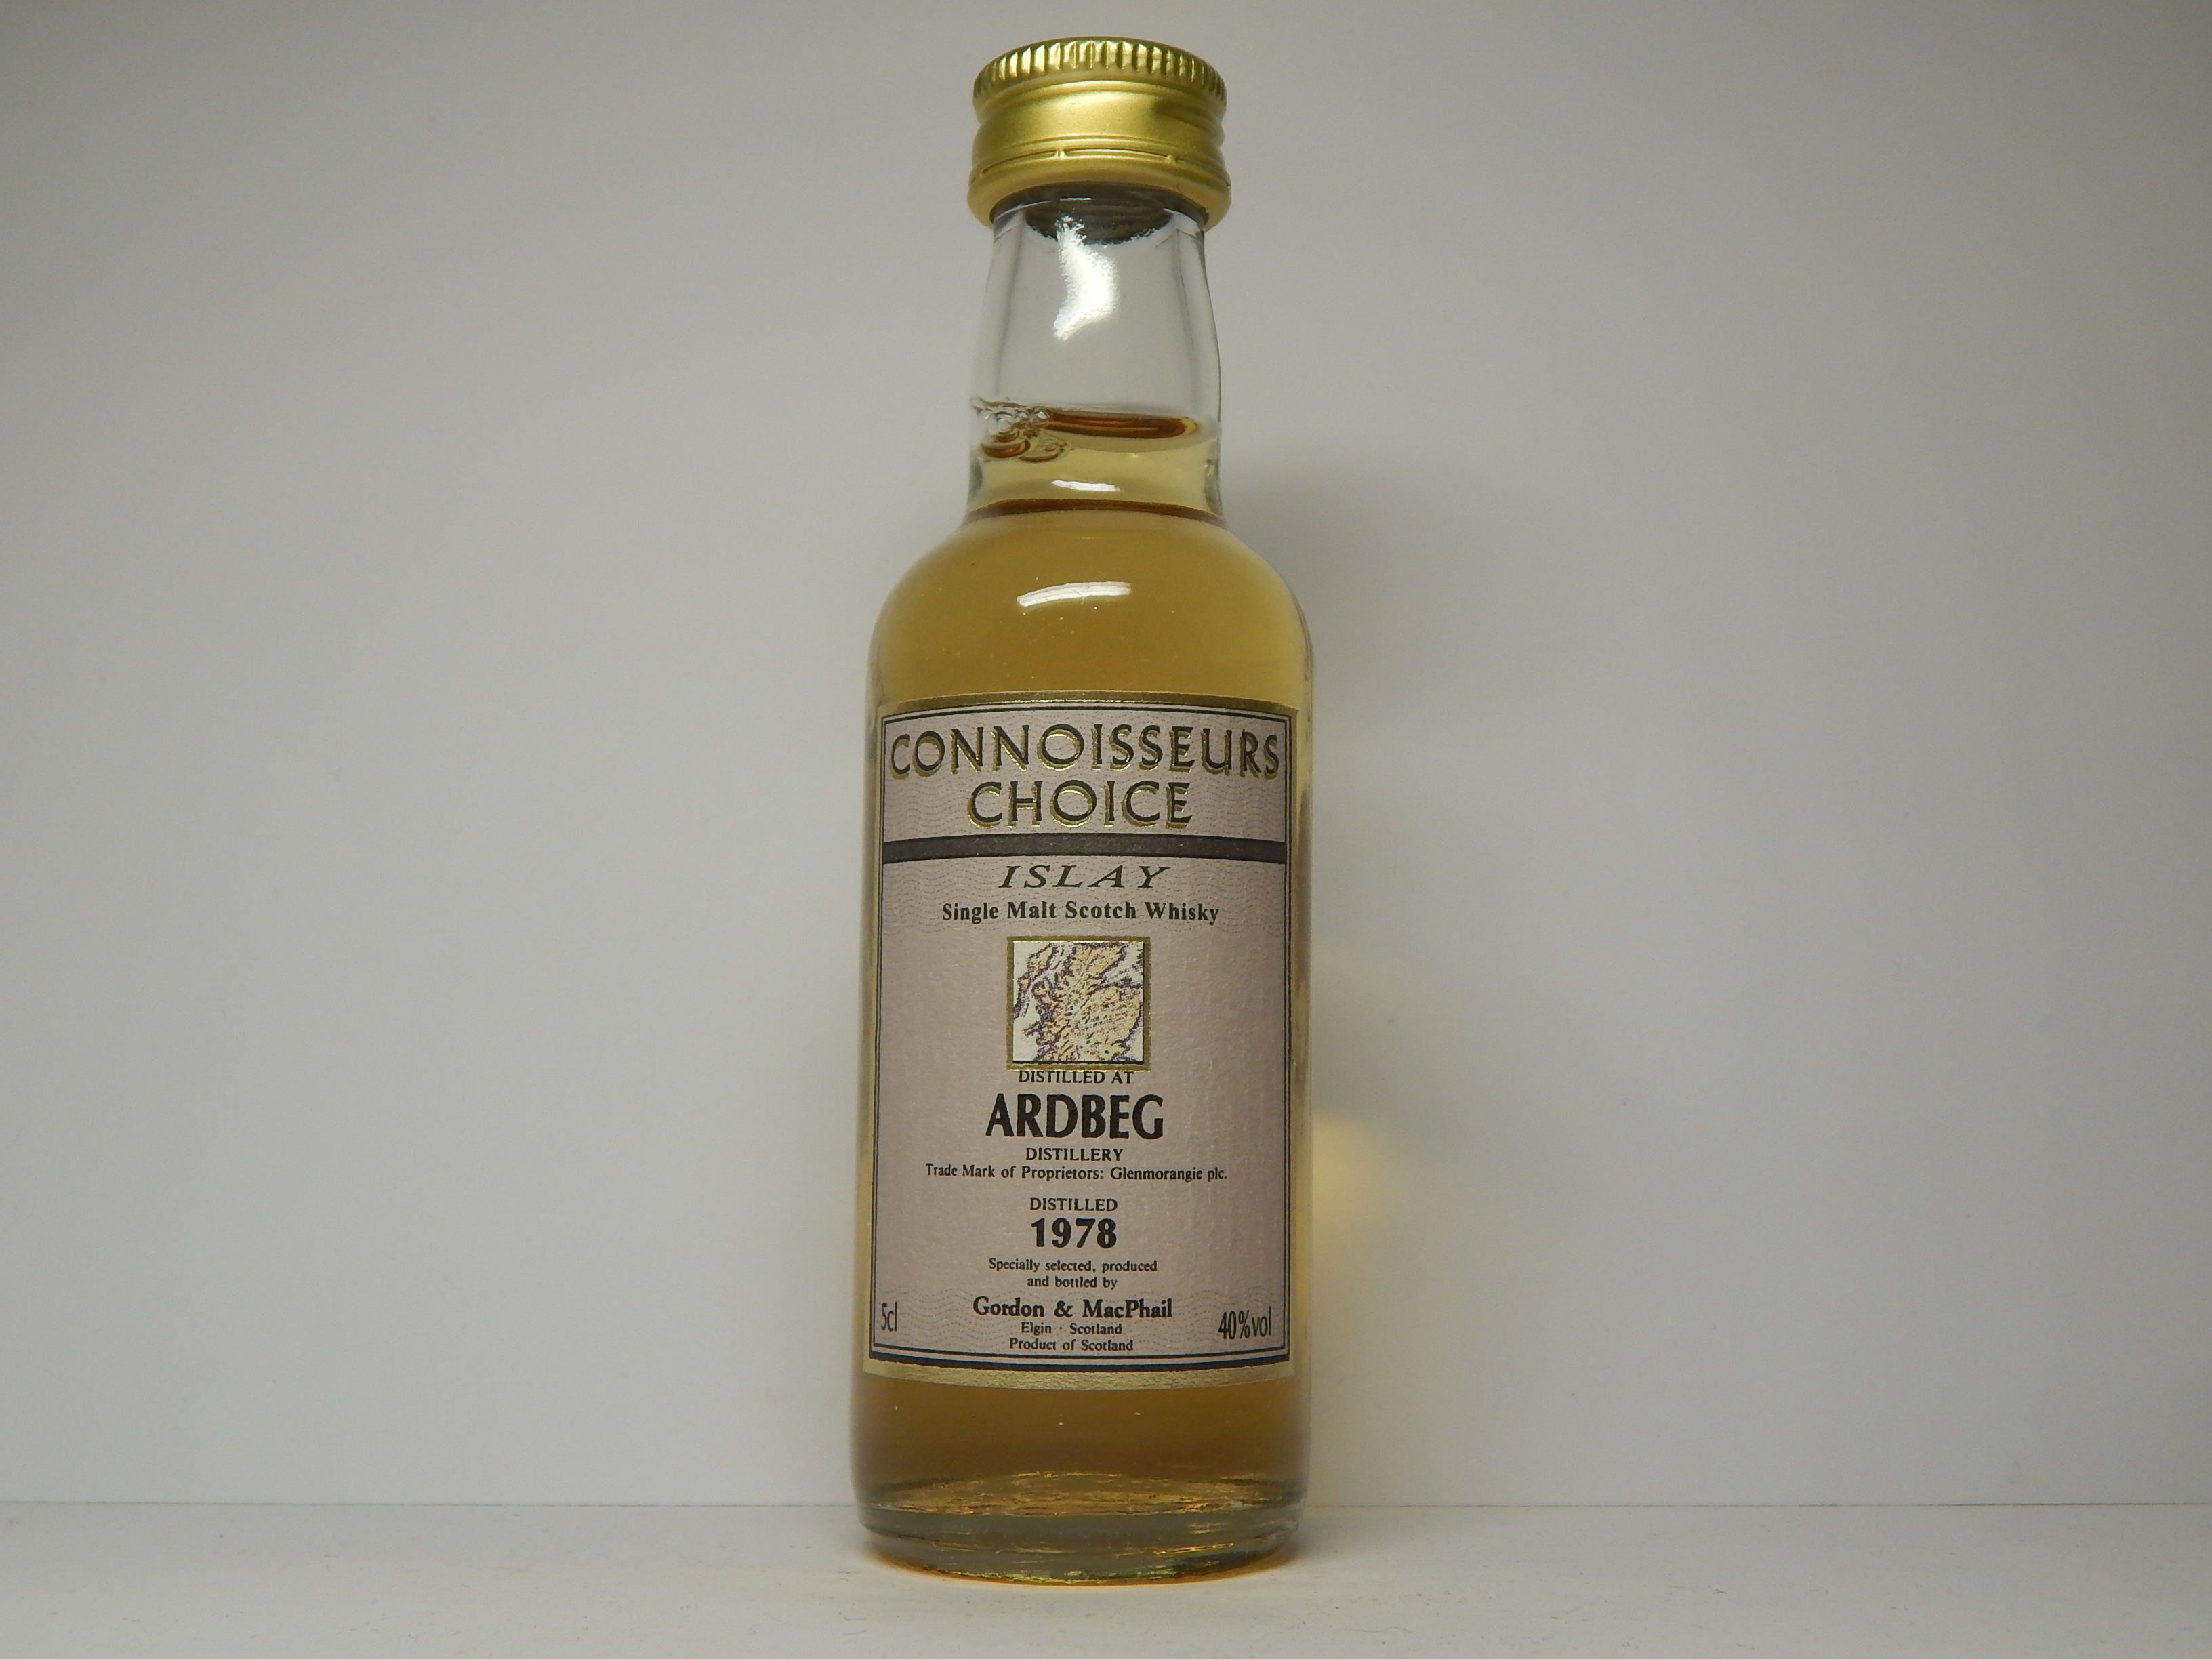 CONNOISSEURS
CHOICE
ISLAY
Single Malt Scotch Whisky
DISTILLED AT
ARDBEG
DISTILLERY
Trade Mark of Proprietors: Glenmorangie plc.
DISTILLED
1978
Specially selected, produced
and bottled by
Gordon & MacPhail
Elgin · Scotland
Product of Scotland
5cl
40%vol